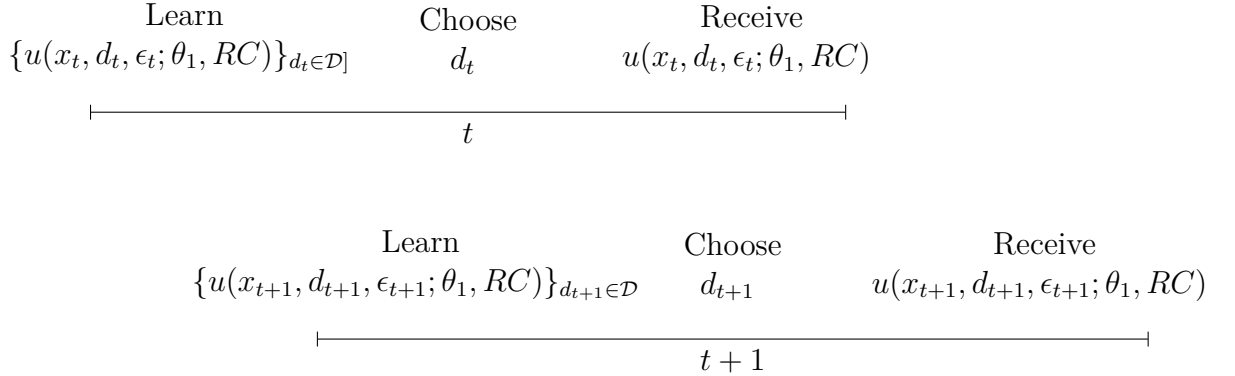 Learn Choose Receive
{u(x_t, d_t, ϵ_t; θ_1, RC)}_{d_t∈𝒟]} d_t u(x_t, d_t, ϵ_t; θ_1, RC)
t
Learn Choose Receive
{u(x_{t+1}, d_{t+1}, ϵ_{t+1}; θ_1, RC)}_{d_{t+1}∈𝒟} d_{t+1} u(x_{t+1}, d_{t+1}, ϵ_{t+1}; θ_1, RC)
t + 1